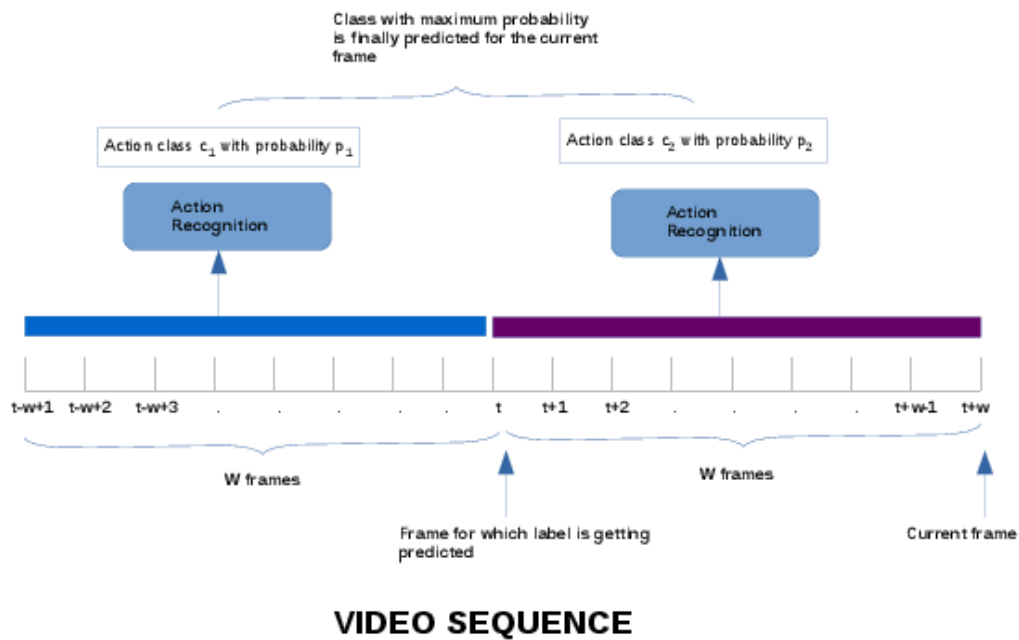 Class with maximum probability
is finally predicted for the current
frame
Action class c1 with probability p1
Action class c2 with probability p2
Action
Recognition
Action
Recognition
t-w+1 t-w+2 t-w+3 . . . . . t t+1 t+2 . . . . t+w-1 t+w
W frames
W frames
Frame for which label is getting
predicted
Current frame
VIDEO SEQUENCE